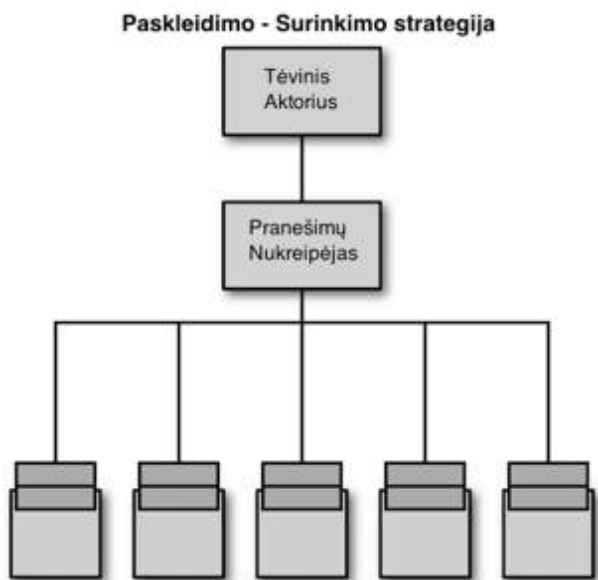 Paskleidimo - Surinkimo strategija
Tėvinis
Aktorius
Pranešimų
Nukreipėjas